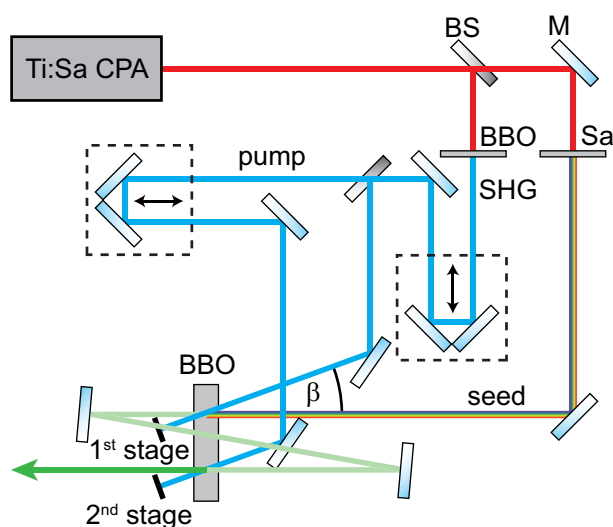 BS
M
Ti:Sa CPA
BBO
Sa
pump
SHG
BBO
β
seed
1st stage
2nd stage